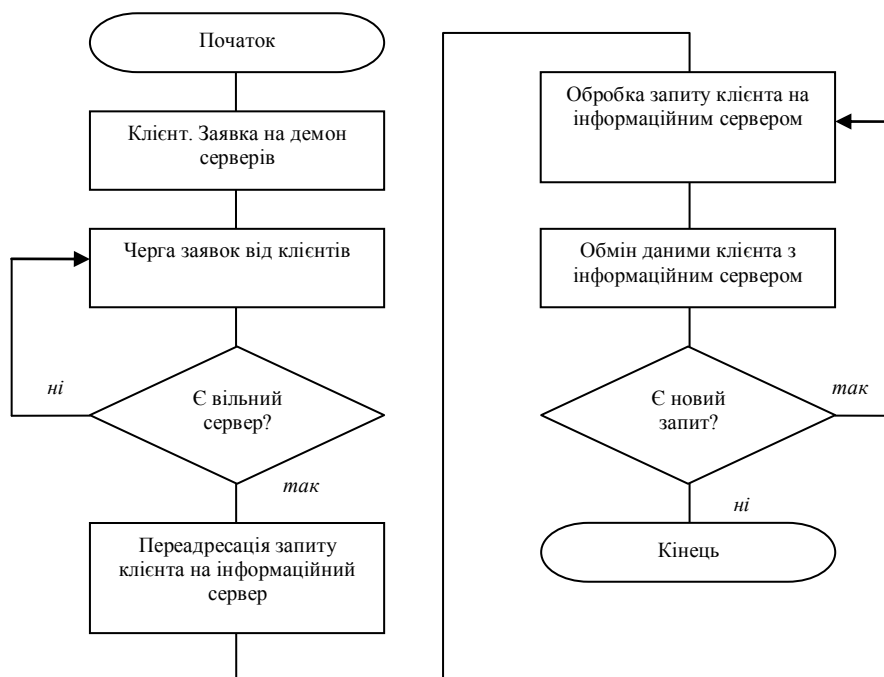 Початок
Клієнт. Заявка на демон
серверів
Черга заявок від клієнтів
ні
Є вільний
сервер?
так
Переадресація запиту
клієнта на інформаційний
сервер
Обробка запиту клієнта на
інформаційним сервером
Обмін даними клієнта з
інформаційним сервером
Є новий
запит?
так
ні
Кінець